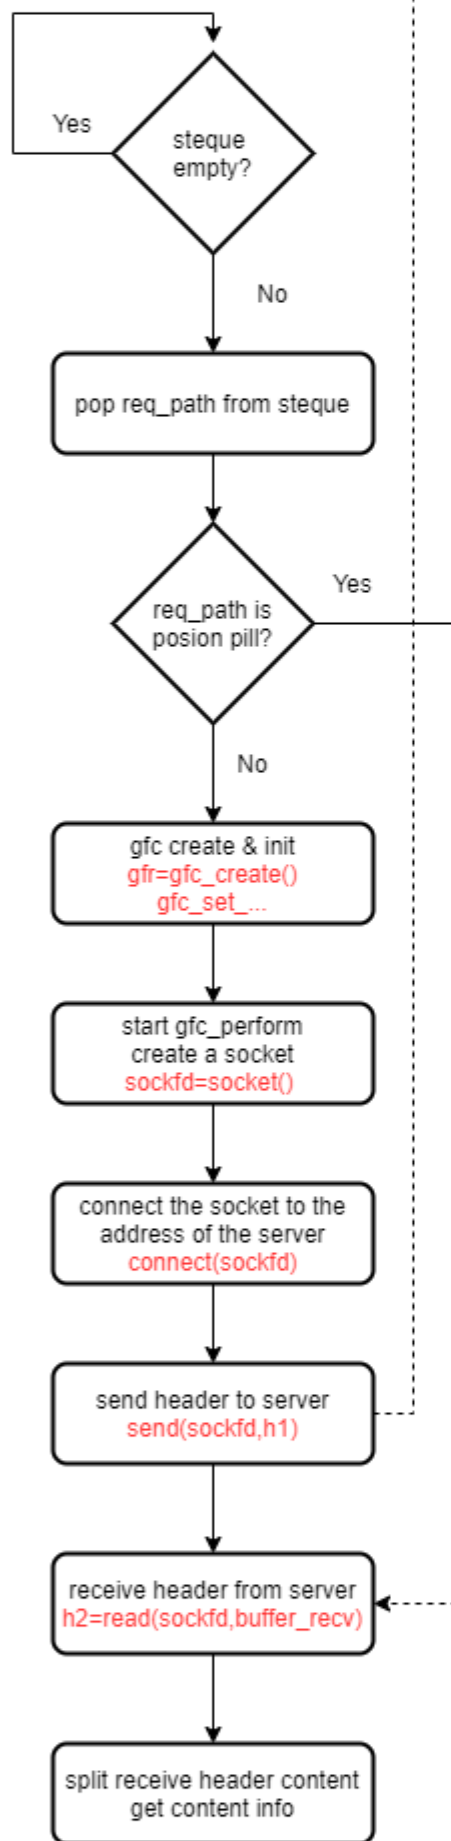 Yes
steque
empty?
No
pop req_path from steque
Yes
req_path is
posion pill?
No
gfc create & init
gfr=gfc_create()
gfc_set_...
start gfc_perform
create a socket
sockfd=socket()
connect the socket to the
address of the server
connect(sockfd)
send header to server
send(sockfd,h1)
receive header from server
h2=read(sockfd,buffer_recv)
split receive header content
get content info